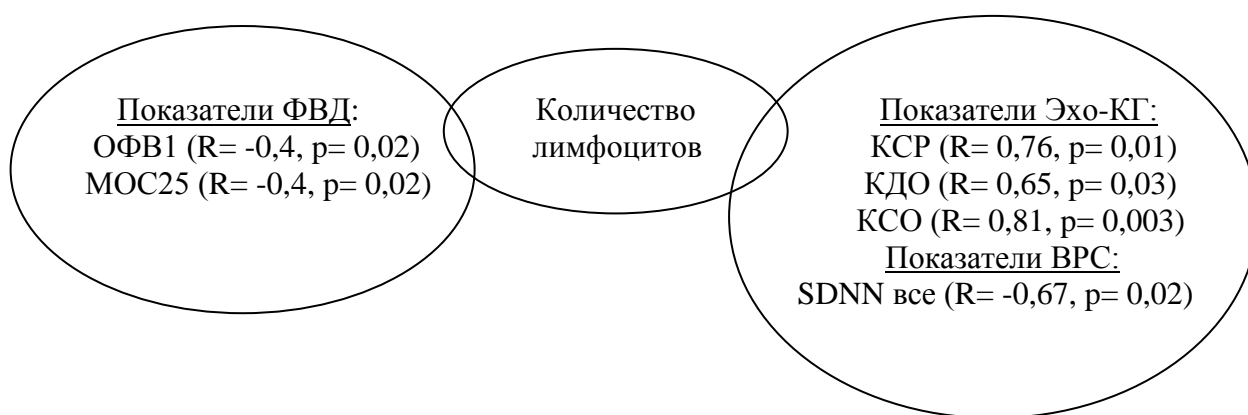 Показатели ФВД:
ОФВ1 (R= -0,4, p= 0,02)
МОС25 (R= -0,4, p= 0,02)
Количество
лимфоцитов
Показатели Эхо-КГ:
КСР (R= 0,76, p= 0,01)
КДО (R= 0,65, p= 0,03)
КСО (R= 0,81, p= 0,003)
Показатели ВРС:
SDNN все (R= -0,67, p= 0,02)